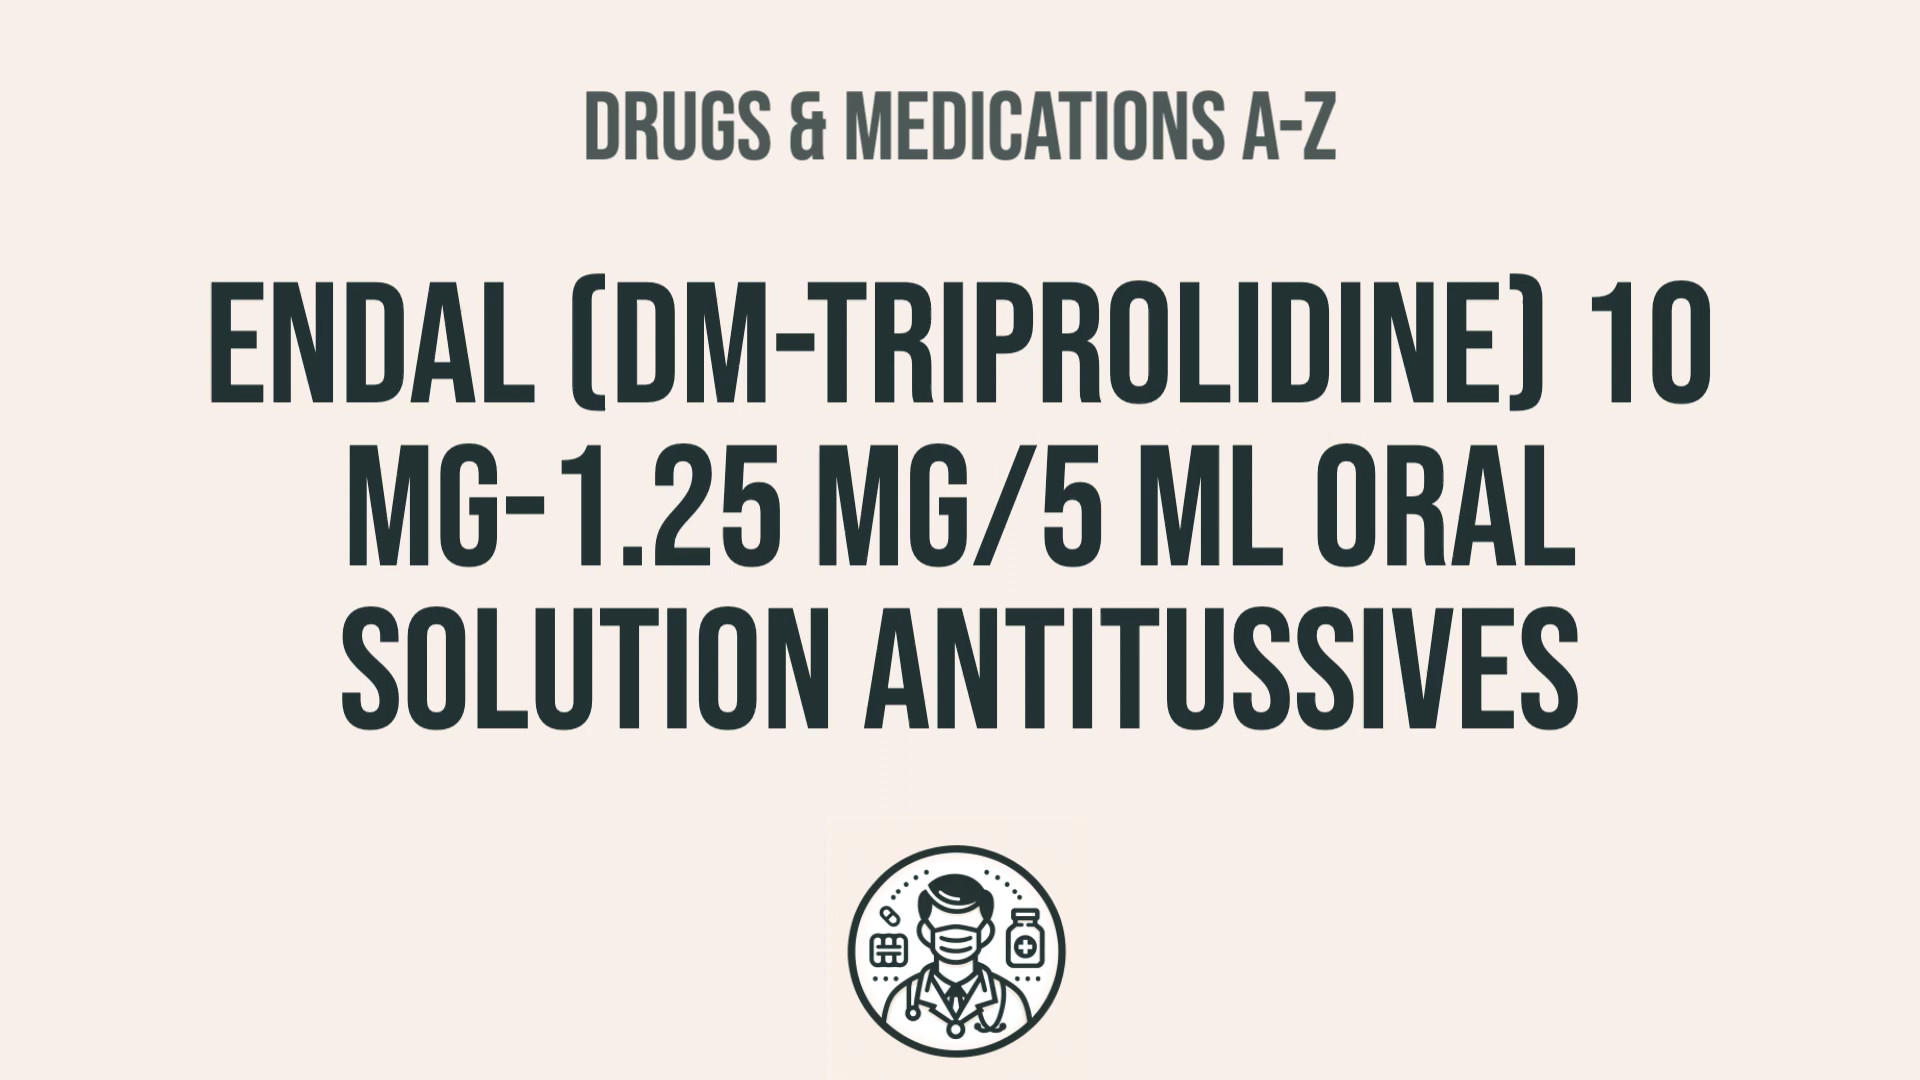 DRUGS & MEDICATIONS A-Z
ENDAL (DM-TRIPROLIDINE) 10
MG-1.25 MG/5 ML ORAL
SOLUTION ANTITUSSIVES